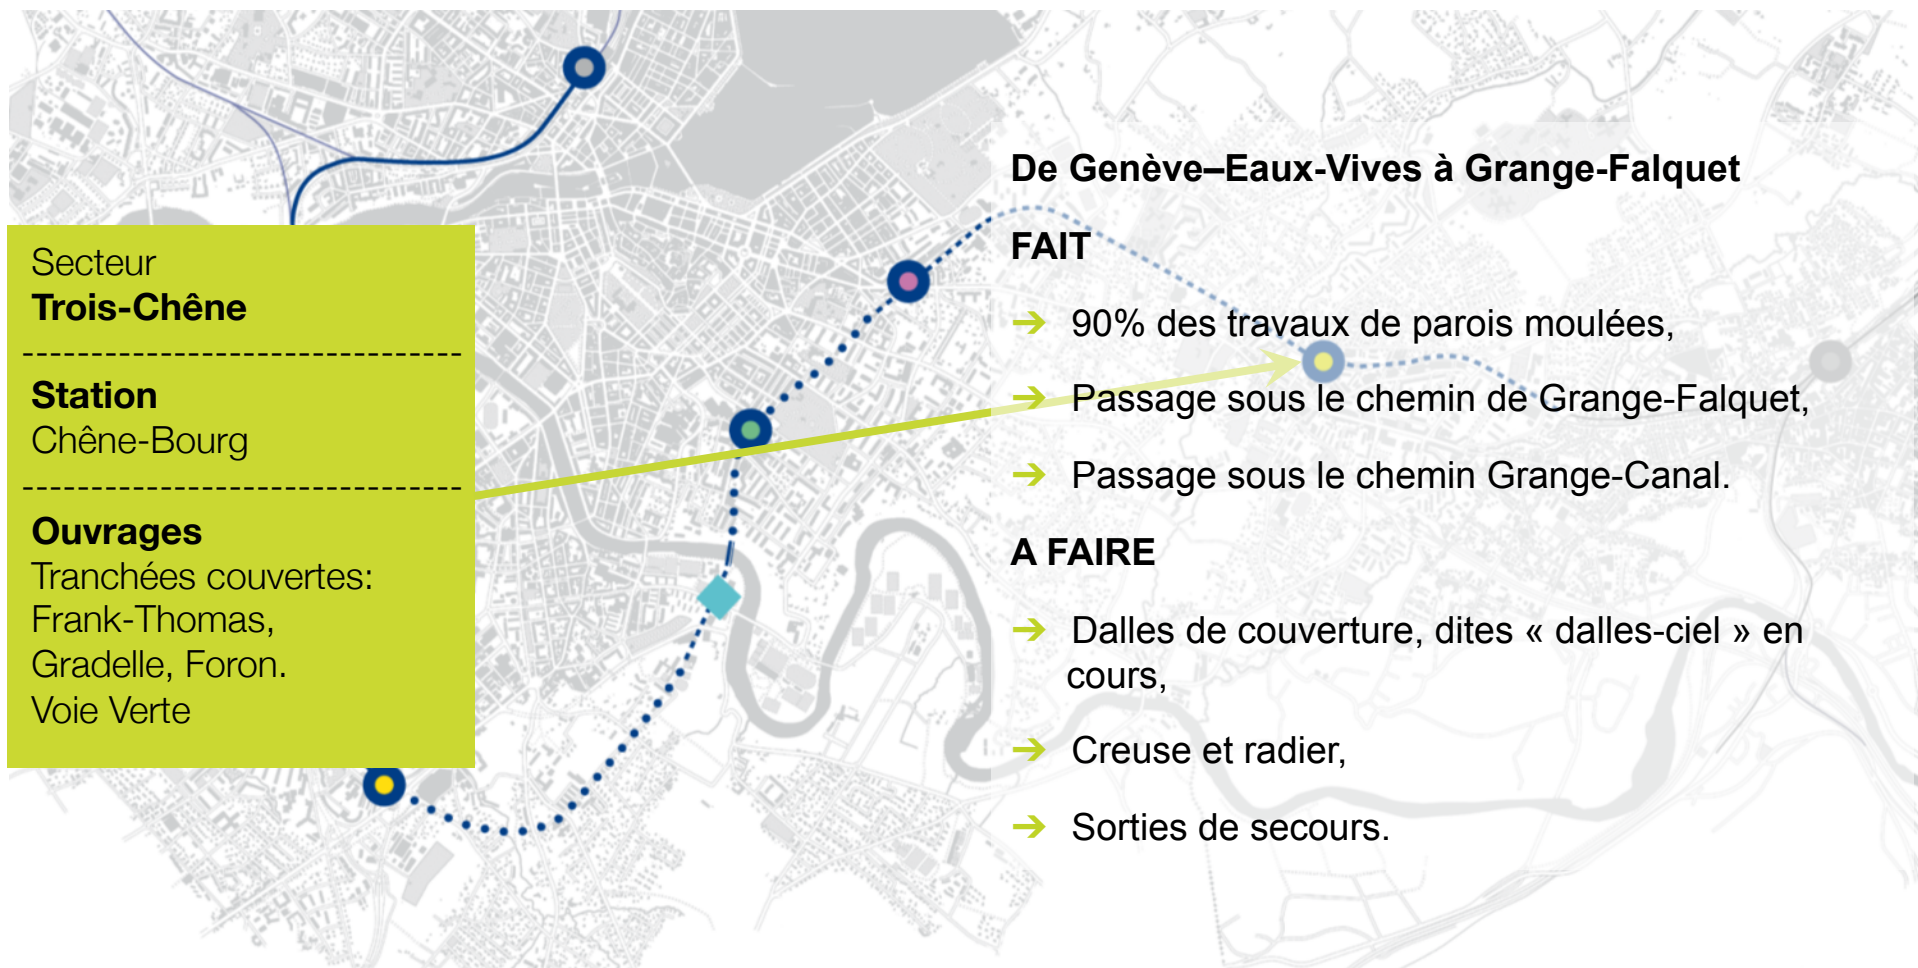 Secteur
Trois-Chêne
Station
Chêne-Bourg
Ouvrages
Tranchées couvertes:
Frank-Thomas,
Gradelle, Foron.
Voie Verte
De Genève–Eaux-Vives à Grange-Falquet
FAIT
➔ 90% des travaux de parois moulées,
➔ Passage sous le chemin de Grange-Falquet,
➔ Passage sous le chemin Grange-Canal.
A FAIRE
➔ Dalles de couverture, dites « dalles-ciel » en
cours,
➔ Creuse et radier,
➔ Sorties de secours.